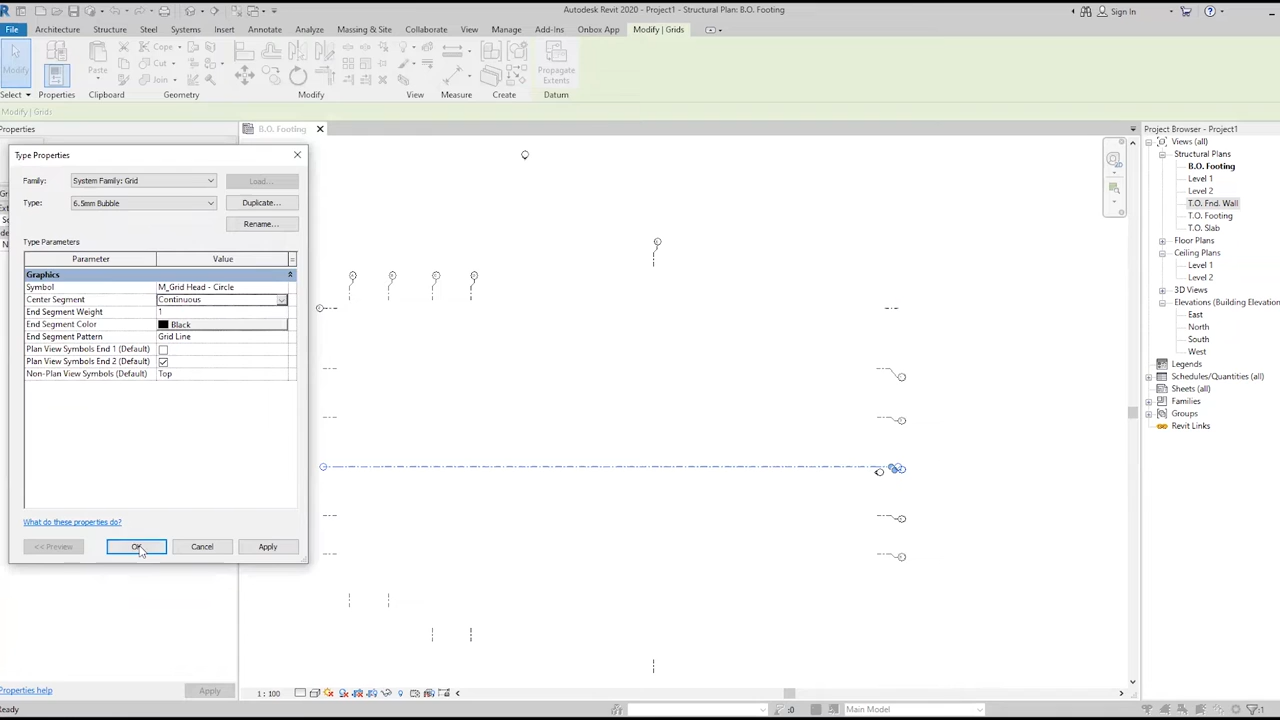 Autodesk Revit 2020 - Project1 - Structural Plan: B.O. Footing
Sign In
File Architecture Structure Steel Systems Insert Annotate Analyze Massing & Site Collaborate View Manage Add-Ins Onbox App Modify | Grids
Modify Paste Cope Cut Join Propagate Extents
Select Properties Clipboard Geometry Modify View Measure Create Datum
Modify | Grids
Properties
B.O. Footing
Project Browser - Project1
Type Properties
Family: System Family: Grid Load...
Type: 6.5mm Bubble Duplicate...
Rename...
Type Parameters
Parameter Value =
Graphics
Symbol M_Grid Head - Circle
Center Segment Continuous
End Segment Weight 1
End Segment Color Black
End Segment Pattern Grid Line
Plan View Symbols End 1 (Default)
Plan View Symbols End 2 (Default)
Non-Plan View Symbols (Default) Top
What do these properties do?
<< Preview OK Cancel Apply
Views (all)
Structural Plans
B.O. Footing
Level 1
Level 2
T.O. Fnd. Wall
T.O. Footing
T.O. Slab
Floor Plans
Ceiling Plans
Level 1
Level 2
3D Views
Elevations (Building Elevation
East
North
South
West
Legends
Schedules/Quantities (all)
Sheets (all)
Families
Groups
Revit Links
Properties help Apply
1 : 100
Ready :0 Main Model :1